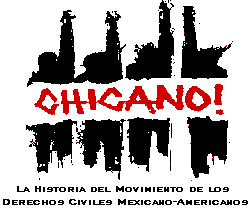 CHICANO!
LA HISTORIA DEL MOVIMIENTO DE LOS
DERECHOS CIVILES MEXICANO-AMERICANOS